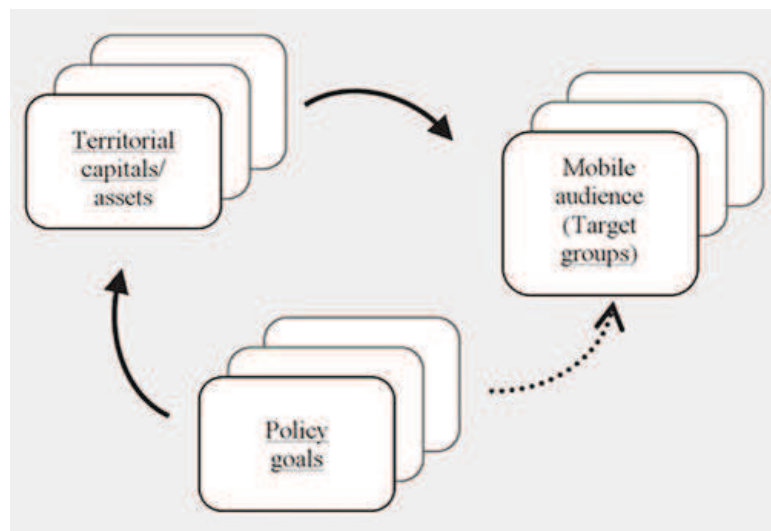 Territorial
capitals/
assets
Mobile
audience
(Target
groups)
Policy
goals